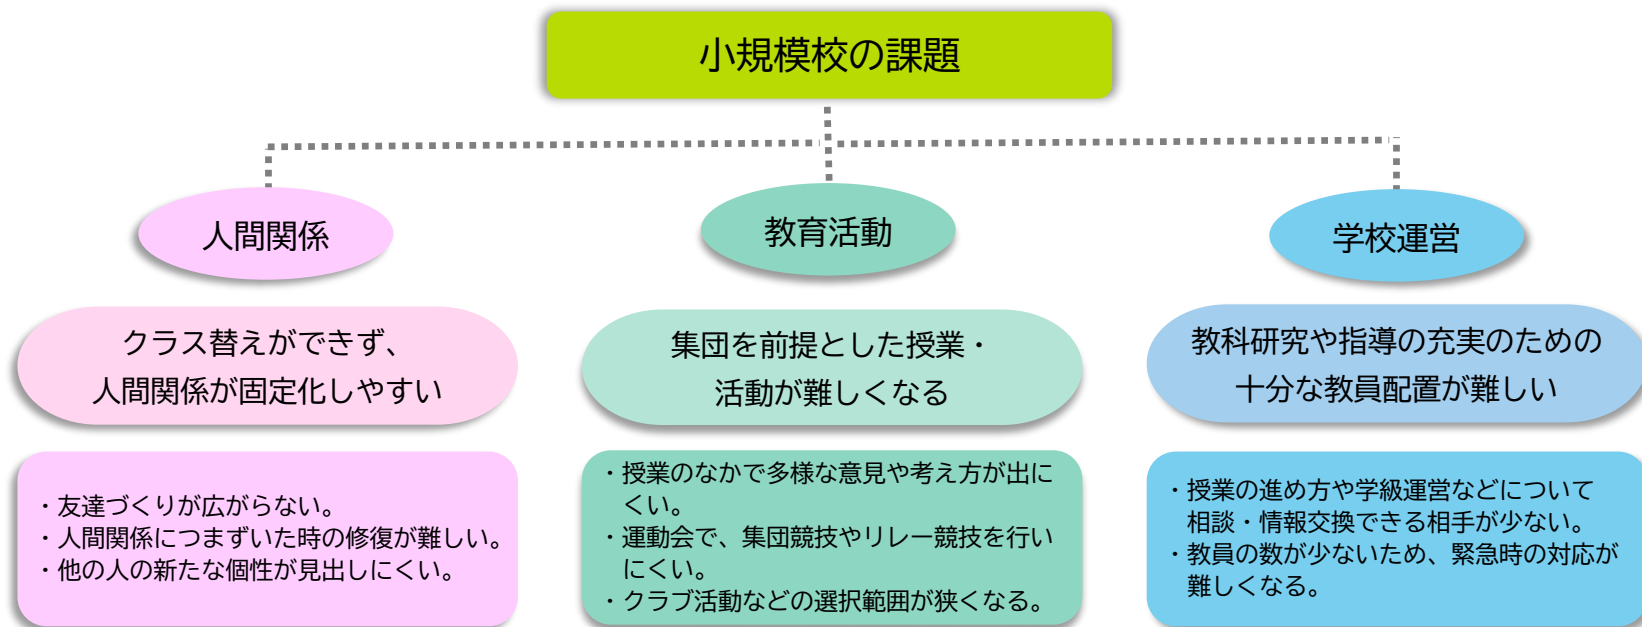 小規模校の課題
人間関係
教育活動
学校運営
クラス替えができず、
人間関係が固定化しやすい
集団を前提とした授業・
活動が難しくなる
教科研究や指導の充実のための
十分な教員配置が難しい
・友達づくりが広がらない。
・人間関係につまずいた時の修復が難しい。
・他の人の新たな個性が見出しにくい。
・授業のなかで多様な意見や考え方が出に
くい。
・運動会で、集団競技やリレー競技を行い
にくい。
・クラブ活動などの選択範囲が狭くなる。
・授業の進め方や学級運営などについて
相談・情報交換できる相手が少ない。
・教員の数が少ないため、緊急時の対応が
難しくなる。